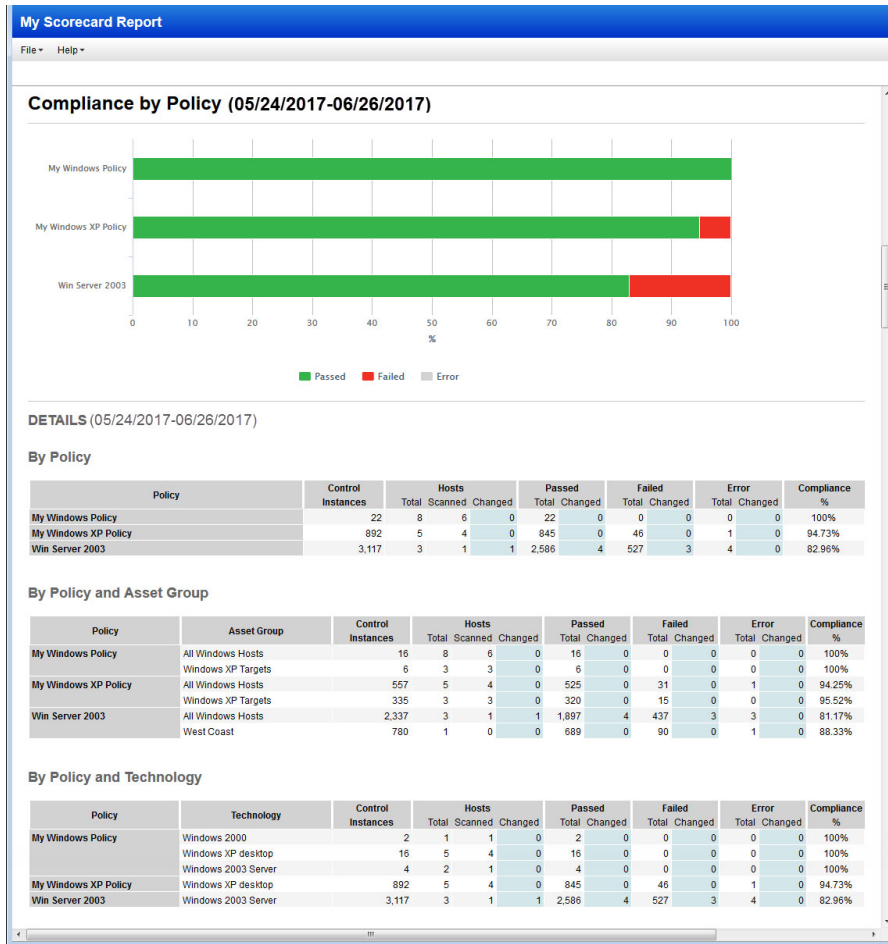 My Scorecard Report
File Help
Compliance by Policy (05/24/2017-06/26/2017)
My Windows Policy
My Windows XP Policy
Win Server 2003
0 10 20 30 40 50 60 70 80 90 100
%
Passed Failed Error
DETAILS (05/24/2017-06/26/2017)
By Policy
Policy Control Instances Hosts Passed Failed Error Compliance %
Total Scanned Changed Total Changed Total Changed Total Changed
My Windows Policy 22 8 6 0 22 0 0 0 0 0 100%
My Windows XP Policy 892 5 4 0 845 0 46 0 1 0 94.73%
Win Server 2003 3,117 3 1 1 2,586 4 527 3 4 0 82.96%
By Policy and Asset Group
Policy Asset Group Control Instances Hosts Passed Failed Error Compliance %
Total Scanned Changed Total Changed Total Changed Total Changed
My Windows Policy All Windows Hosts 16 8 6 0 16 0 0 0 0 0 100%
Windows XP Targets 6 3 3 0 6 0 0 0 0 0 100%
My Windows XP Policy All Windows Hosts 557 5 4 0 525 0 31 0 1 0 94.25%
Windows XP Targets 335 3 3 0 320 0 15 0 0 0 95.52%
Win Server 2003 All Windows Hosts 2,337 3 1 1 1,897 4 437 3 3 0 81.17%
West Coast 780 1 0 0 689 0 90 0 1 0 88.33%
By Policy and Technology
Policy Technology Control Instances Hosts Passed Failed Error Compliance %
Total Scanned Changed Total Changed Total Changed Total Changed
My Windows Policy Windows 2000 2 1 1 0 2 0 0 0 0 0 100%
Windows XP desktop 16 5 4 0 16 0 0 0 0 0 100%
Windows 2003 Server 4 2 1 0 4 0 0 0 0 0 100%
My Windows XP Policy Windows XP desktop 892 5 4 0 845 0 46 0 1 0 94.73%
Win Server 2003 Windows 2003 Server 3,117 3 1 1 2,586 4 527 3 4 0 82.96%